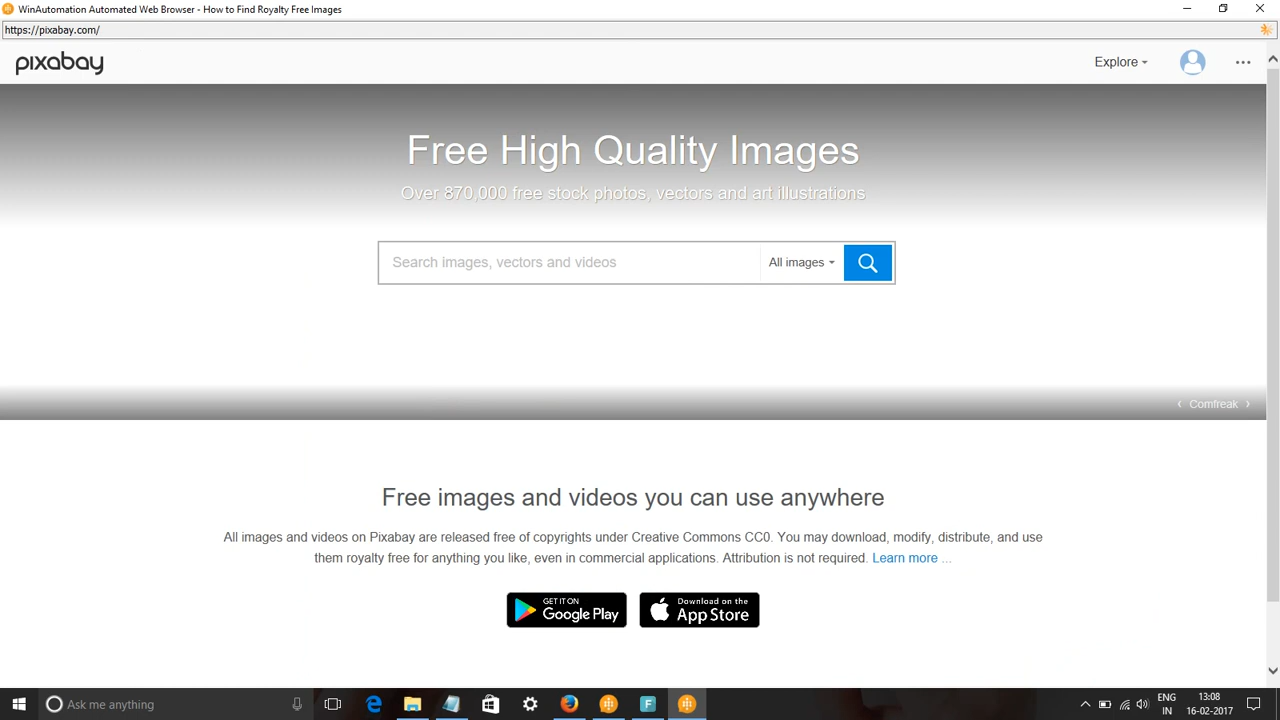 WinAutomation Automated Web Browser - How to Find Royalty Free Images
https://pixabay.com/
pixabay
Explore
Free High Quality Images
Over 870,000 free stock photos, vectors and art illustrations
Search images, vectors and videos
All images
‹ Comfreak ›
Free images and videos you can use anywhere
All images and videos on Pixabay are released free of copyrights under Creative Commons CC0. You may download, modify, distribute, and use
them royalty free for anything you like, even in commercial applications. Attribution is not required. Learn more ...
GET IT ON
Google Play
Download on the
App Store
Ask me anything
ENG
IN
13:08
16-02-2017